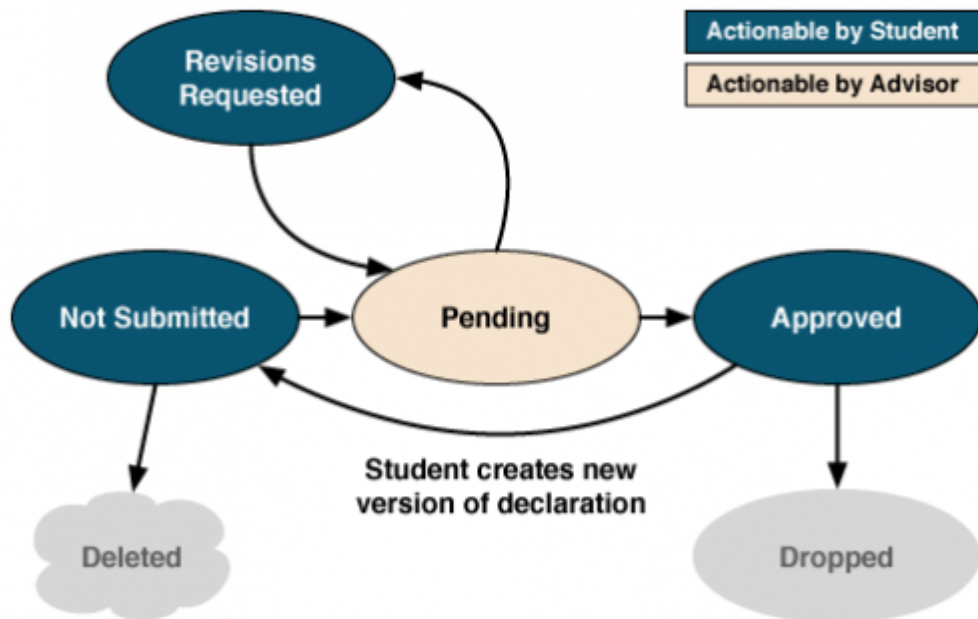 Actionable by Student
Actionable by Advisor
Revisions
Requested
Not Submitted
Pending
Approved
Student creates new
version of declaration
Deleted
Dropped